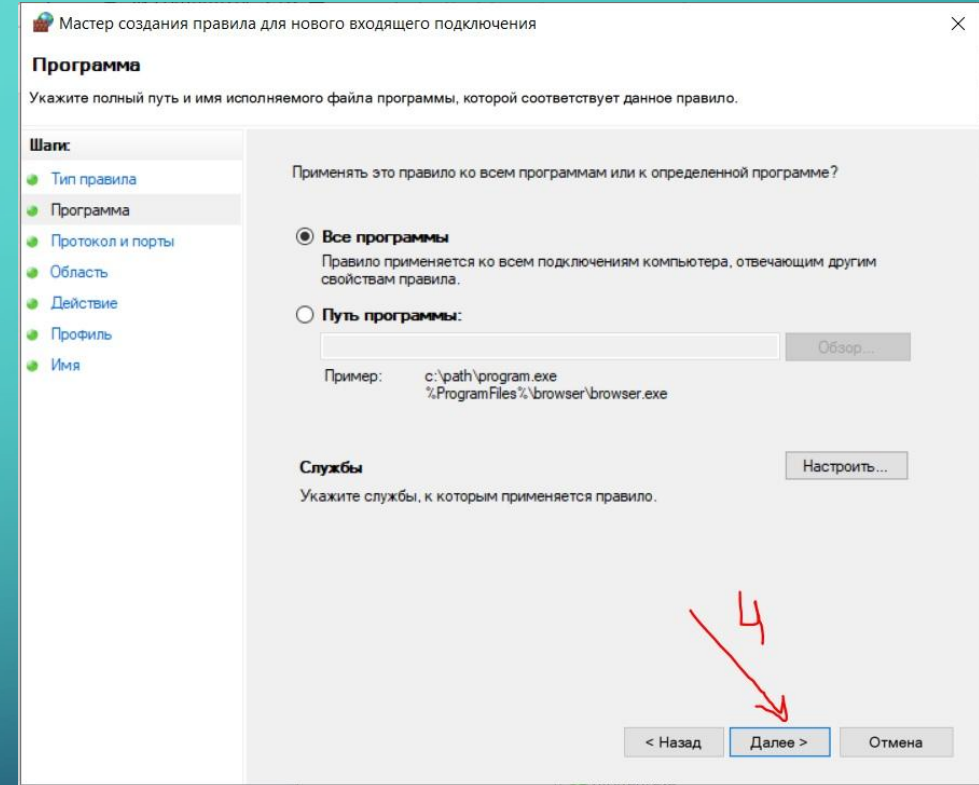 Мастер создания правила для нового входящего подключения
Программа
Укажите полный путь и имя исполняемого файла программы, которой соответствует данное правило.
Шаги:
Тип правила
Программа
Протокол и порты
Область
Действие
Профиль
Имя
Применять это правило ко всем программам или к определенной программе?
Все программы
Правило применяется ко всем подключениям компьютера, отвечающим другим
свойствам правила.
Путь программы:
Обзор...
Пример: c:\path\program.exe
%ProgramFiles%\browser\browser.exe
Службы
Настроить...
Укажите службы, к которым применяется правило.
4
< Назад
Далее >
Отмена